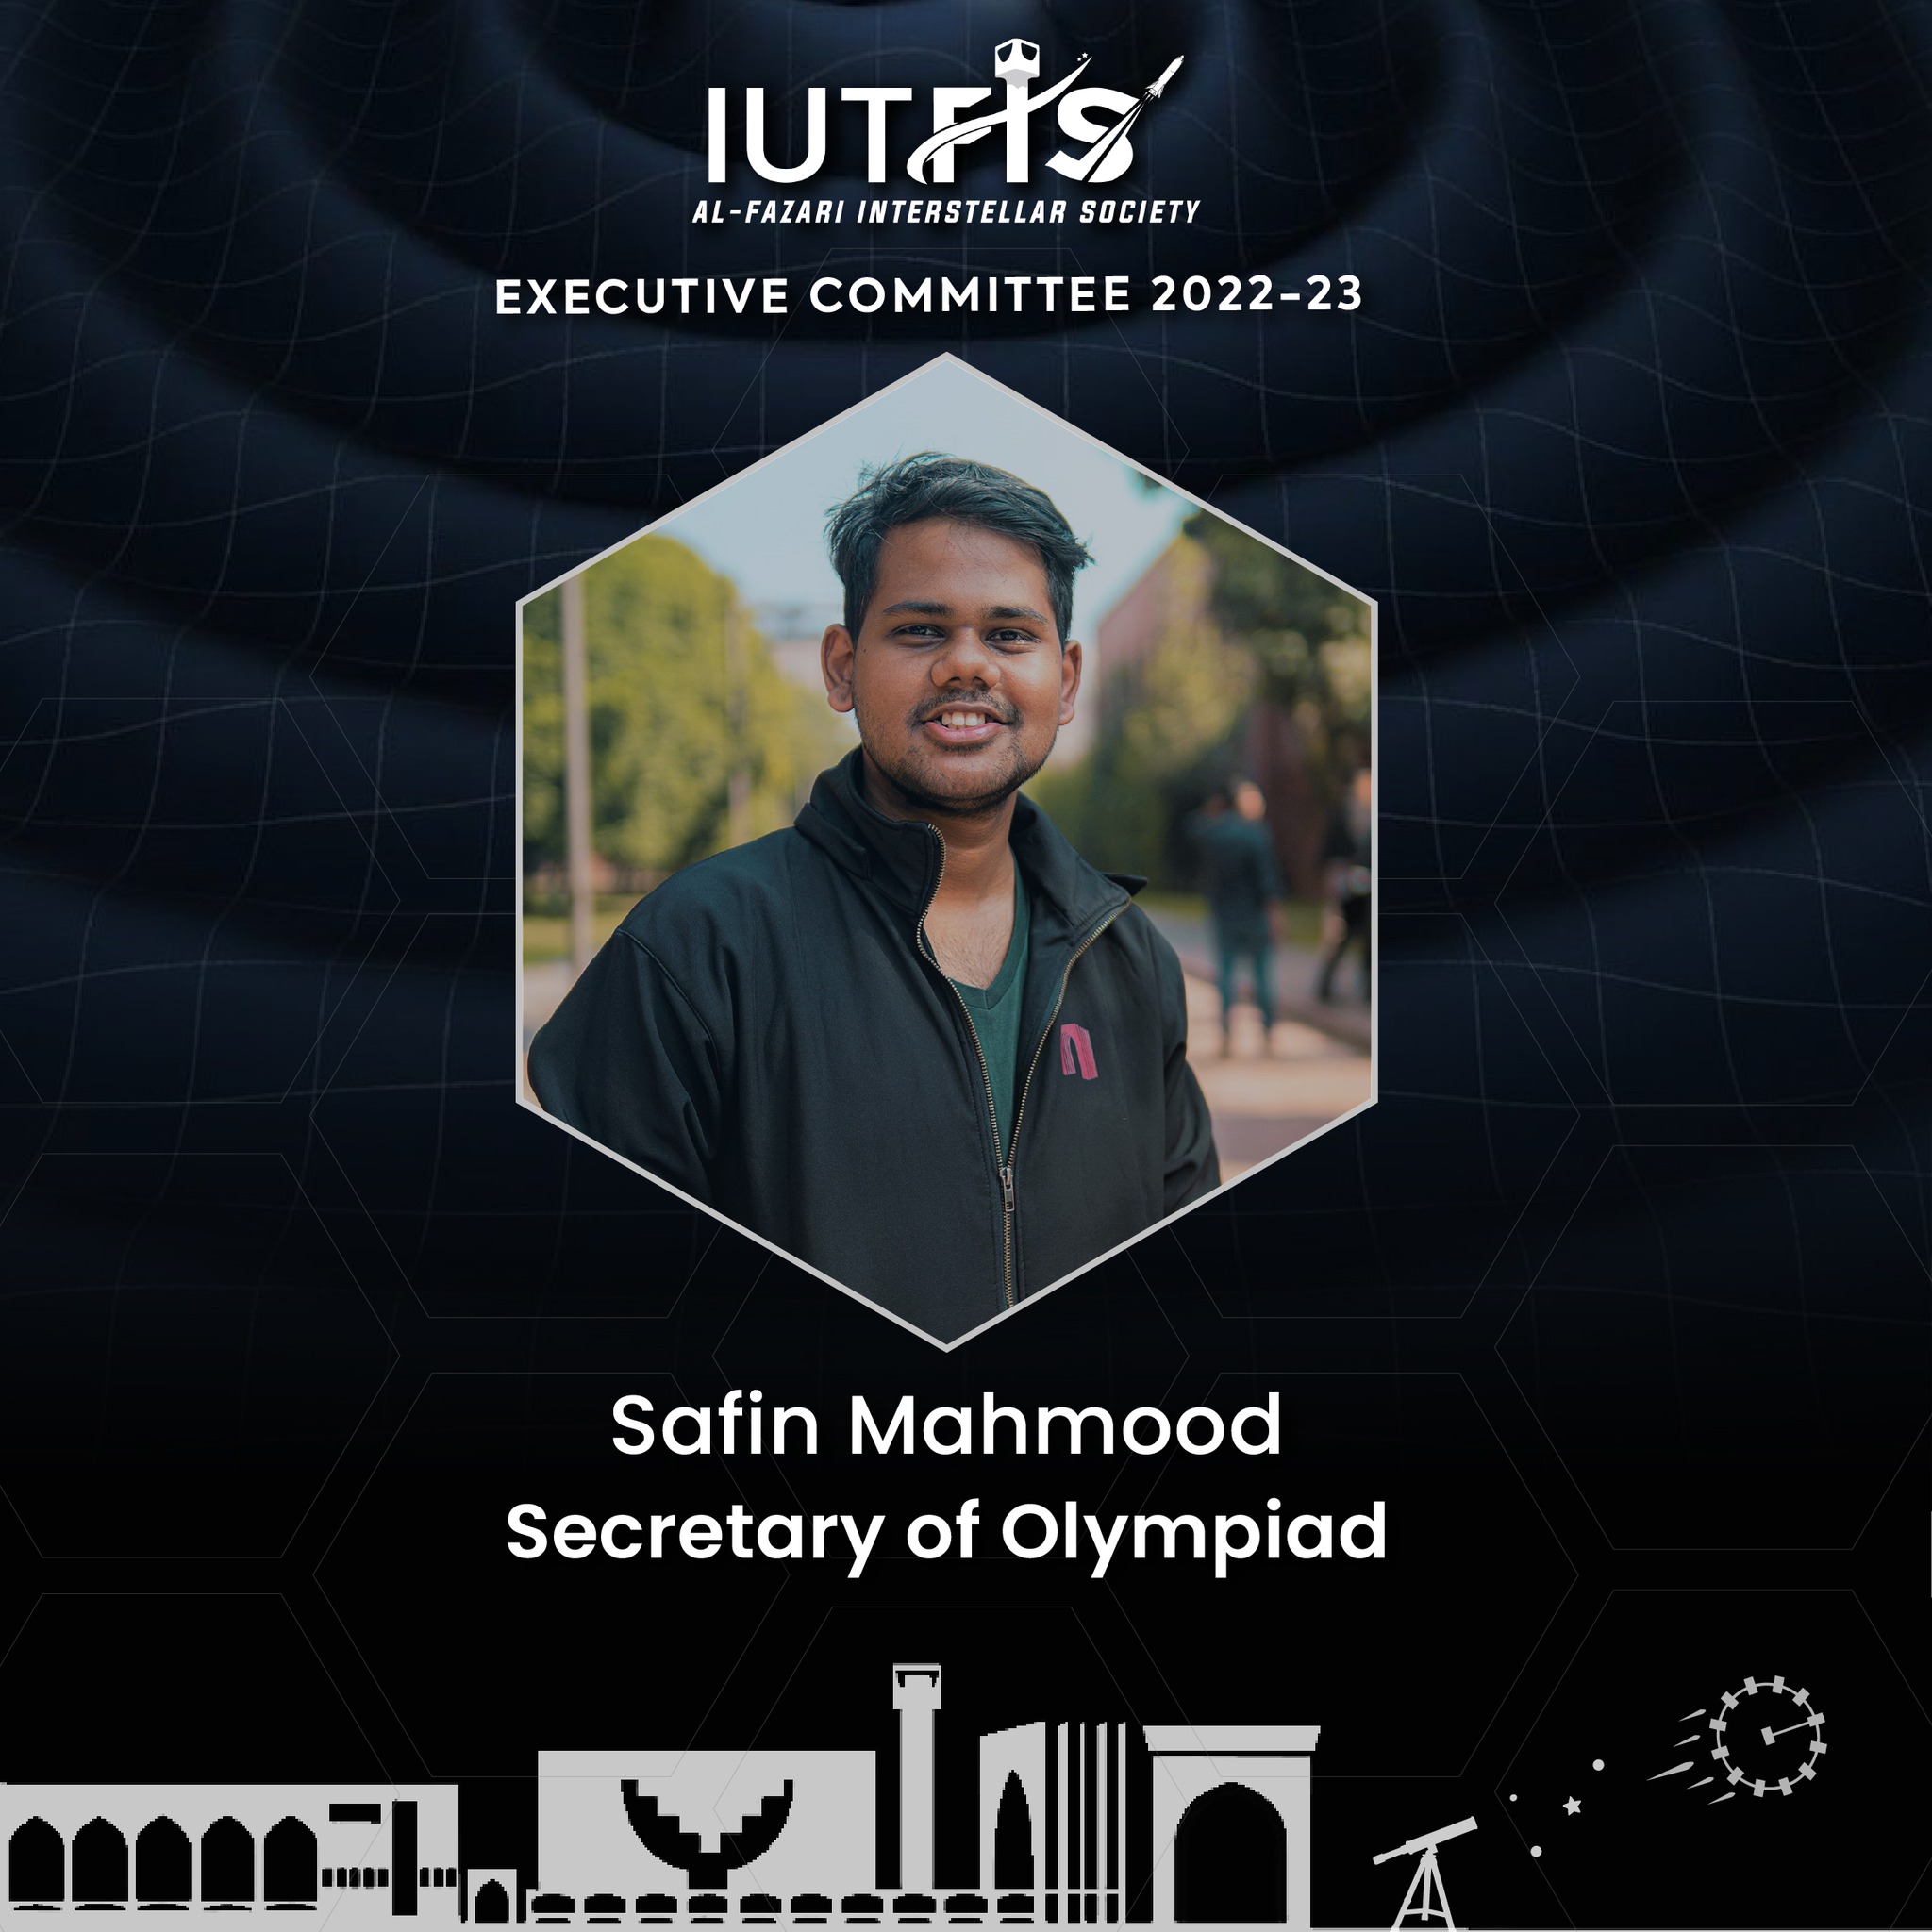 IUTFIS
AL-FAZARI INTERSTELLAR SOCIETY
EXECUTIVE COMMITTEE 2022-23
Safin Mahmood
Secretary of Olympiad